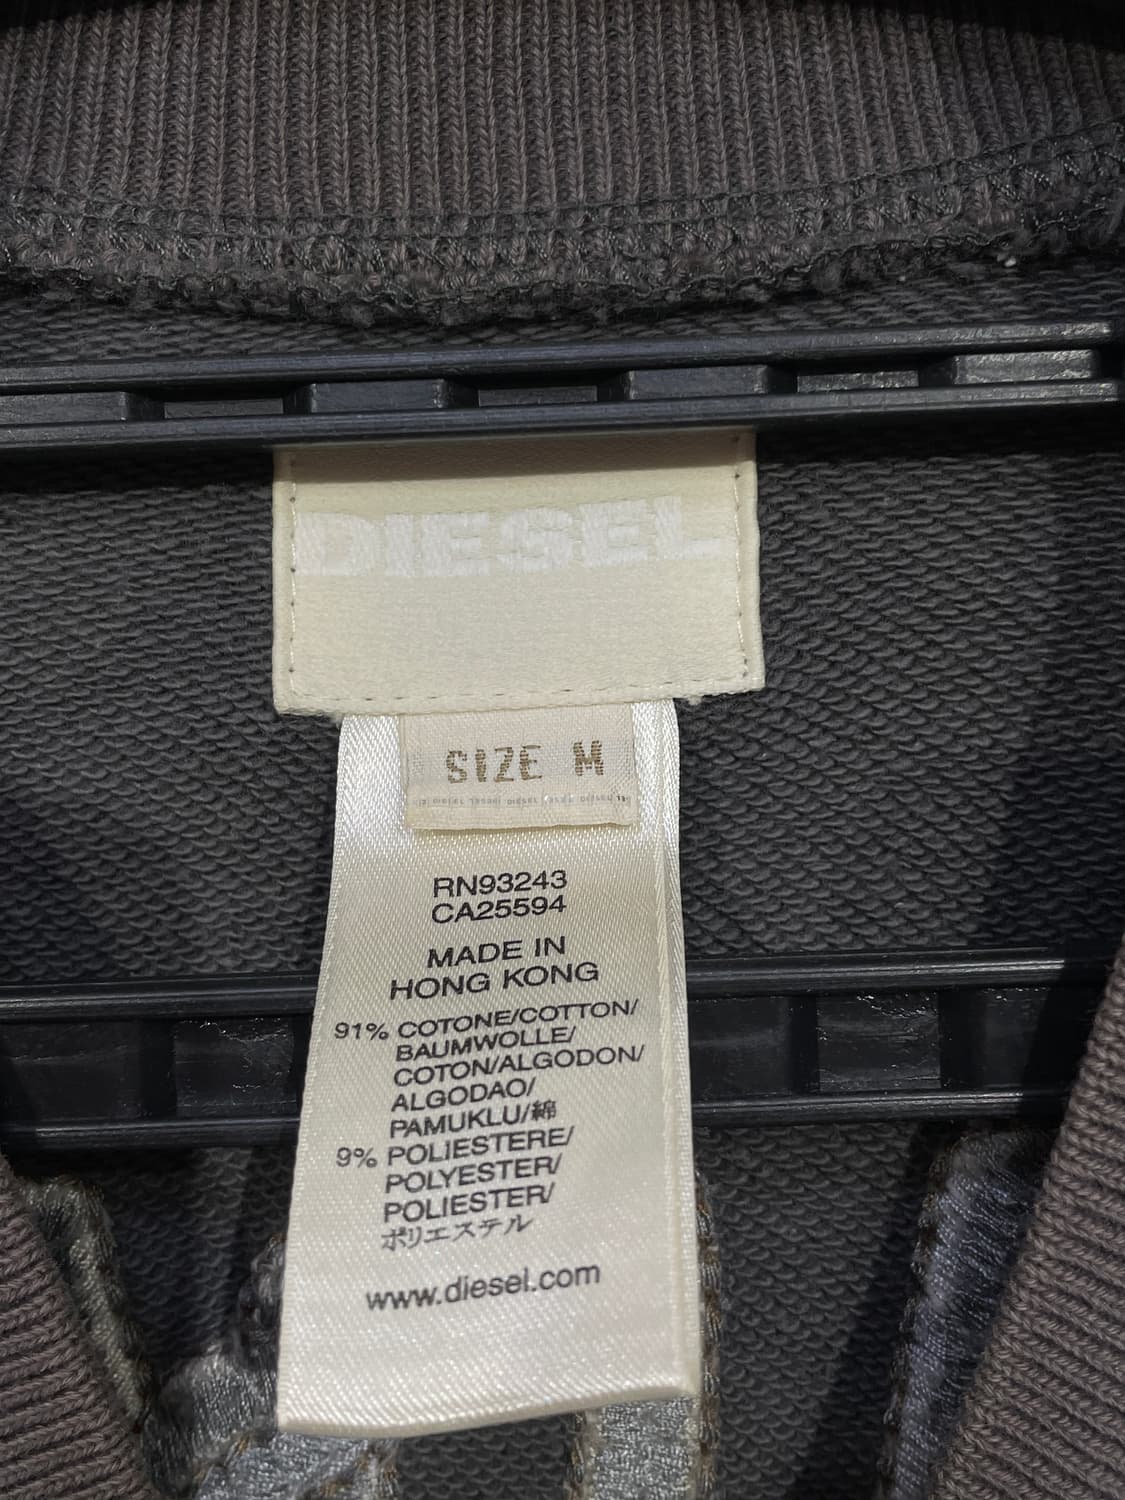 DIESEL
SIZE M
RN93243
CA25594
MADE IN
HONG KONG
91% COTONE/COTTON/
BAUMWOLLE/
COTON/ALGODON/
ALGODAO/
PAMUKLU/綿
9% POLIESTERE/
POLYESTER/
POLIESTER/
ポリエステル
www.diesel.com